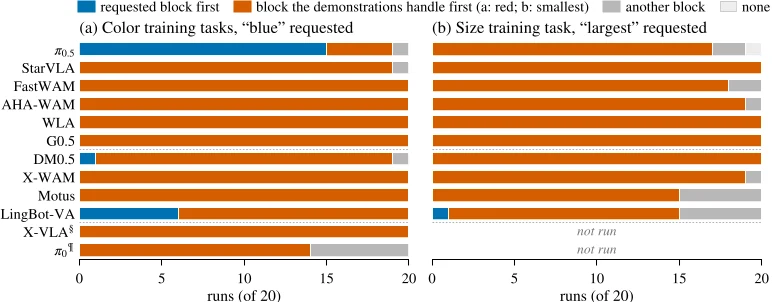 requested block first block the demonstrations handle first (a: red; b: smallest) another block none
(a) Color training tasks, “blue” requested
(b) Size training task, “largest” requested
π0.5
StarVLA
FastWAM
AHA-WAM
WLA
G0.5
DM0.5
X-WAM
Motus
LingBot-VA
X-VLA§
not run
π0¶
not run
0 5 10 15 20
0 5 10 15 20
runs (of 20)
runs (of 20)